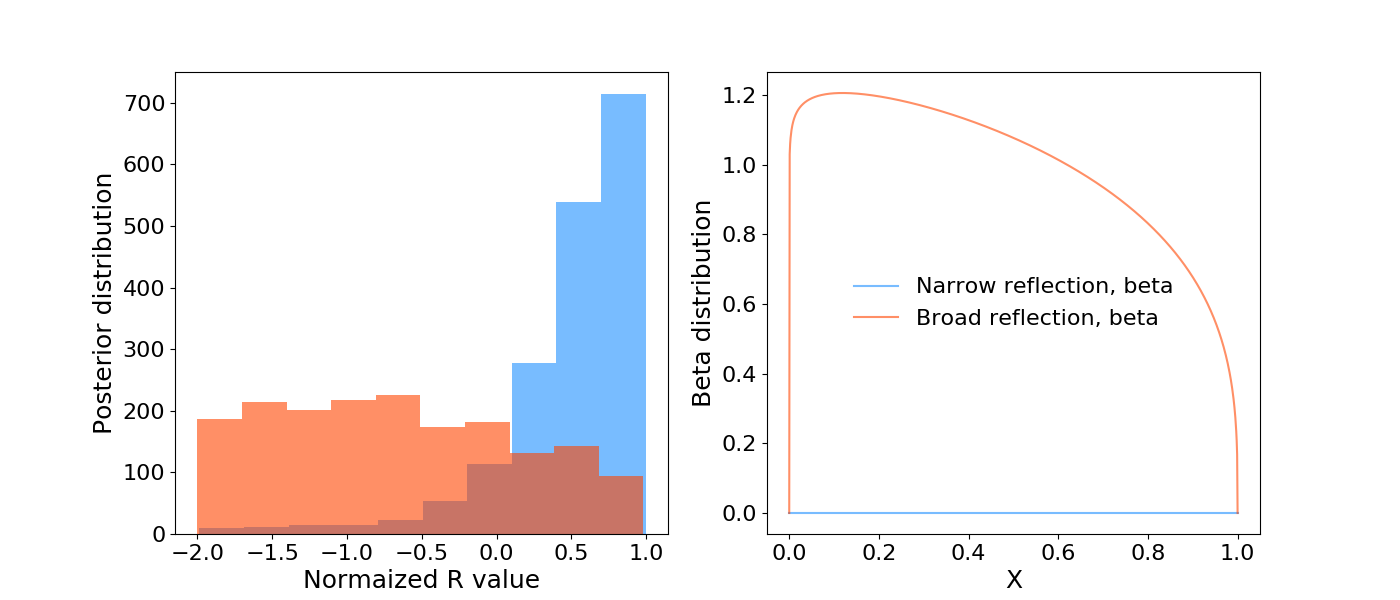 Posterior distribution
700
600
500
400
300
200
100
0
−2.0 −1.5 −1.0 −0.5 0.0 0.5 1.0
Normaized R value
Beta distribution
1.2
1.0
0.8
0.6
0.4
0.2
0.0
Narrow reflection, beta
Broad reflection, beta
0.0 0.2 0.4 0.6 0.8 1.0
X